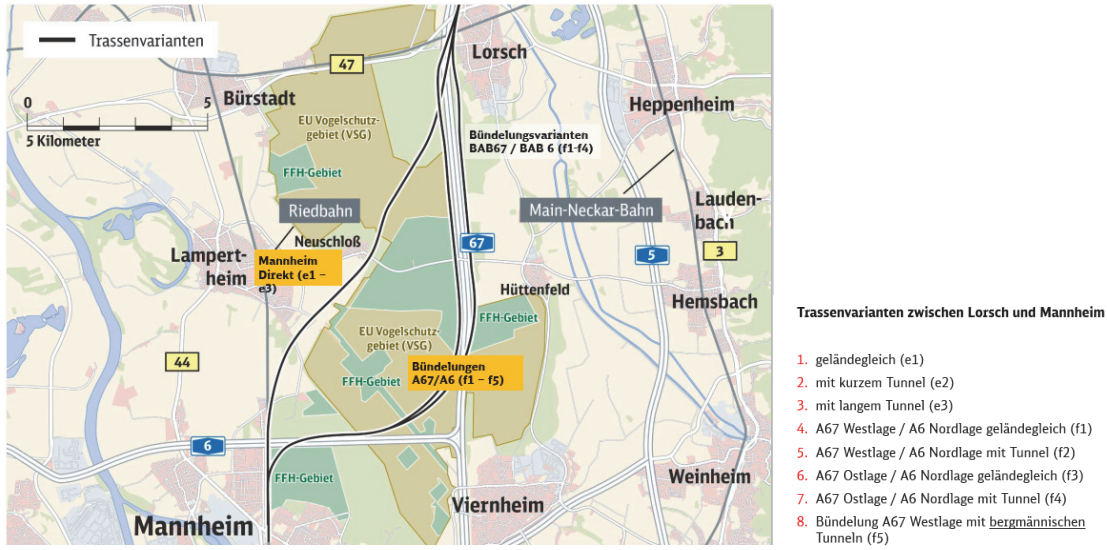 Trassenvarianten
47
Lorsch
0
5
5 Kilometer
Bürstadt
Heppenheim
EU Vogelschutz-
gebiet (VSG)
Bündelungsvarianten
BAB67 / BAB 6 (f1-f4)
FFH-Gebiet
Riedbahn
Main-Neckar-Bahn
Lauden-
bach
Neuschloß
67
5
3
Lampert-
heim
Mannheim
Direkt (e1 –
e3)
Hüttenfeld
Hemsbach
FFH-Gebiet
EU Vogelschutz-
gebiet (VSG)
44
FFH-Gebiet
Bündelungen
A67/A6 (f1 – f5)
6
FFH-Gebiet
Viernheim
Weinheim
Mannheim
Trassenvarianten zwischen Lorsch und Mannheim
1. geländegleich (e1)
2. mit kurzem Tunnel (e2)
3. mit langem Tunnel (e3)
4. A67 Westlage / A6 Nordlage geländegleich (f1)
5. A67 Westlage / A6 Nordlage mit Tunnel (f2)
6. A67 Ostlage / A6 Nordlage geländegleich (f3)
7. A67 Ostlage / A6 Nordlage mit Tunnel (f4)
8. Bündelung A67 Westlage mit bergmännischen
Tunneln (f5)